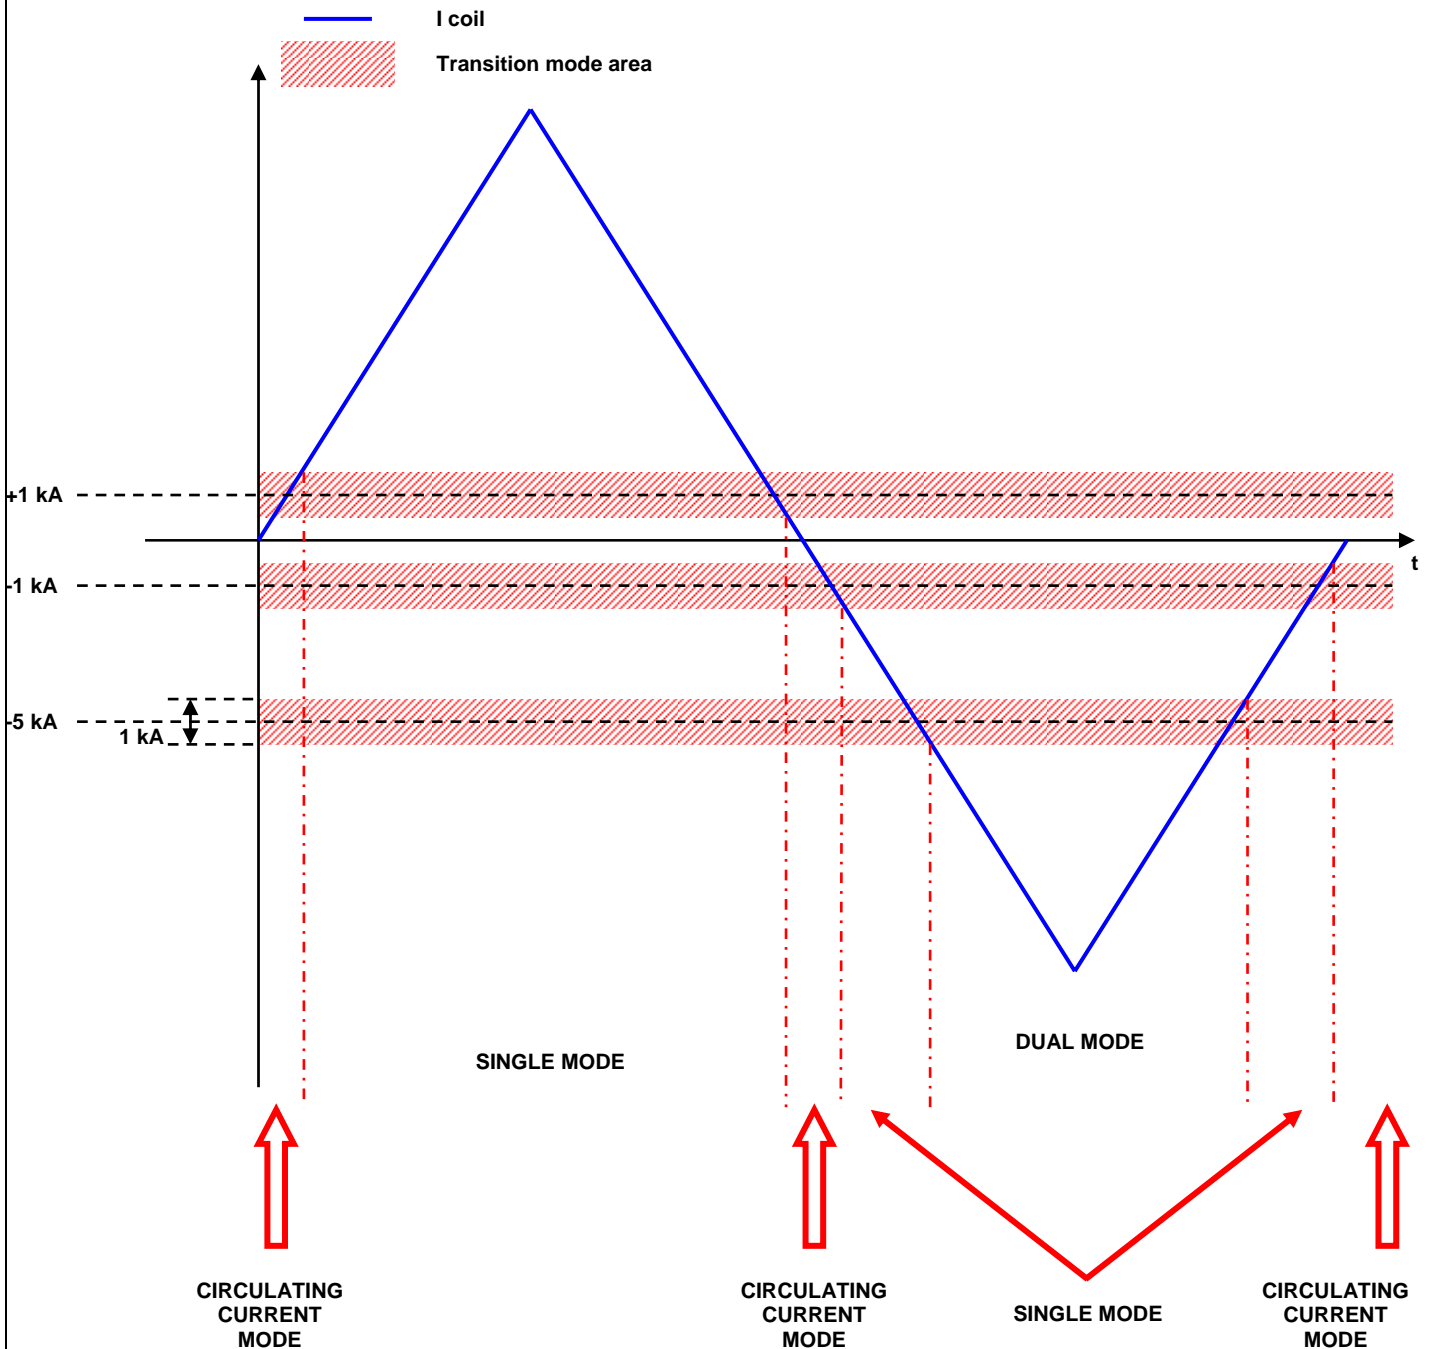 I coil
Transition mode area
+1 kA
t
-1 kA
-5 kA
1 kA
DUAL MODE
SINGLE MODE
CIRCULATING
CURRENT
MODE
CIRCULATING
CURRENT
MODE
SINGLE MODE
CIRCULATING
CURRENT
MODE